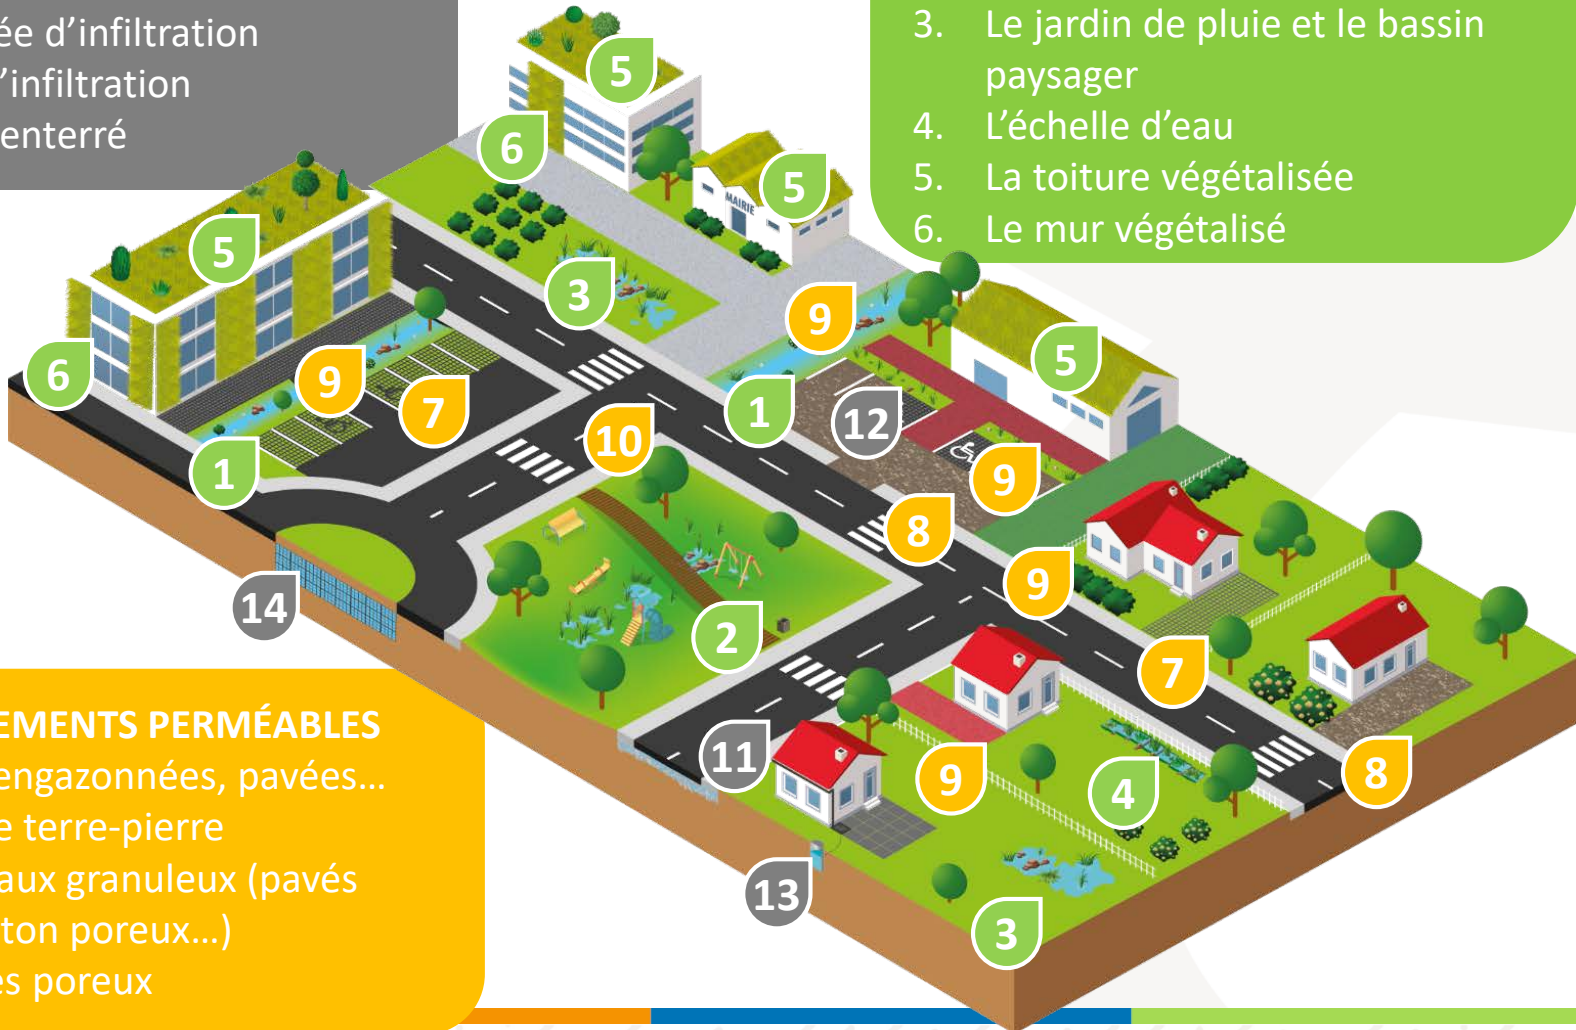 ée d’infiltration
’infiltration
enterré
3. Le jardin de pluie et le bassin
paysager
4. L’échelle d’eau
5. La toiture végétalisée
6. Le mur végétalisé
5
6
5
MAIRIE
5
3
9
6
9
7
1
12
5
10
1
9
8
9
14
2
7
11
9
4
8
13
3
EMENTS PERMÉABLES
engazonnées, pavées...
e terre-pierre
aux granuleux (pavés
ton poreux...)
es poreux